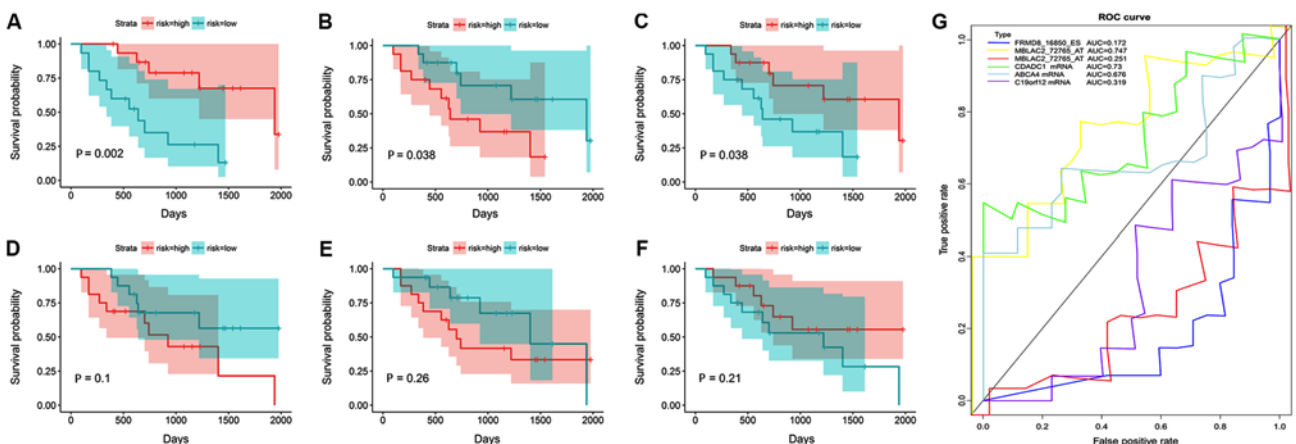 A
Strata risk=high risk=low
Survival probability
1.00
0.75
0.50
0.25
0.00
P = 0.002
0 500 1000 1500 2000
Days
B
Strata risk=high risk=low
Survival probability
1.00
0.75
0.50
0.25
0.00
P = 0.038
0 500 1000 1500 2000
Days
C
Strata risk=high risk=low
Survival probability
1.00
0.75
0.50
0.25
0.00
P = 0.038
0 500 1000 1500 2000
Days
D
Strata risk=high risk=low
Survival probability
1.00
0.75
0.50
0.25
0.00
P = 0.1
0 500 1000 1500 2000
Days
E
Strata risk=high risk=low
Survival probability
1.00
0.75
0.50
0.25
0.00
P = 0.26
0 500 1000 1500 2000
Days
F
Strata risk=high risk=low
Survival probability
1.00
0.75
0.50
0.25
0.00
P = 0.21
0 500 1000 1500 2000
Days
G
ROC curve
Type
FRMD6_16850_ES AUC=0.172
MBLAC2_72765_AT AUC=0.747
MBLAC2_72765_AT AUC=0.251
CDADC1 mRNA AUC=0.73
ABCA4 mRNA AUC=0.676
C19orf12 mRNA AUC=0.319
True positive rate
1.0
0.8
0.6
0.4
0.2
0.0
0.0 0.2 0.4 0.6 0.8 1.0
False positive rate